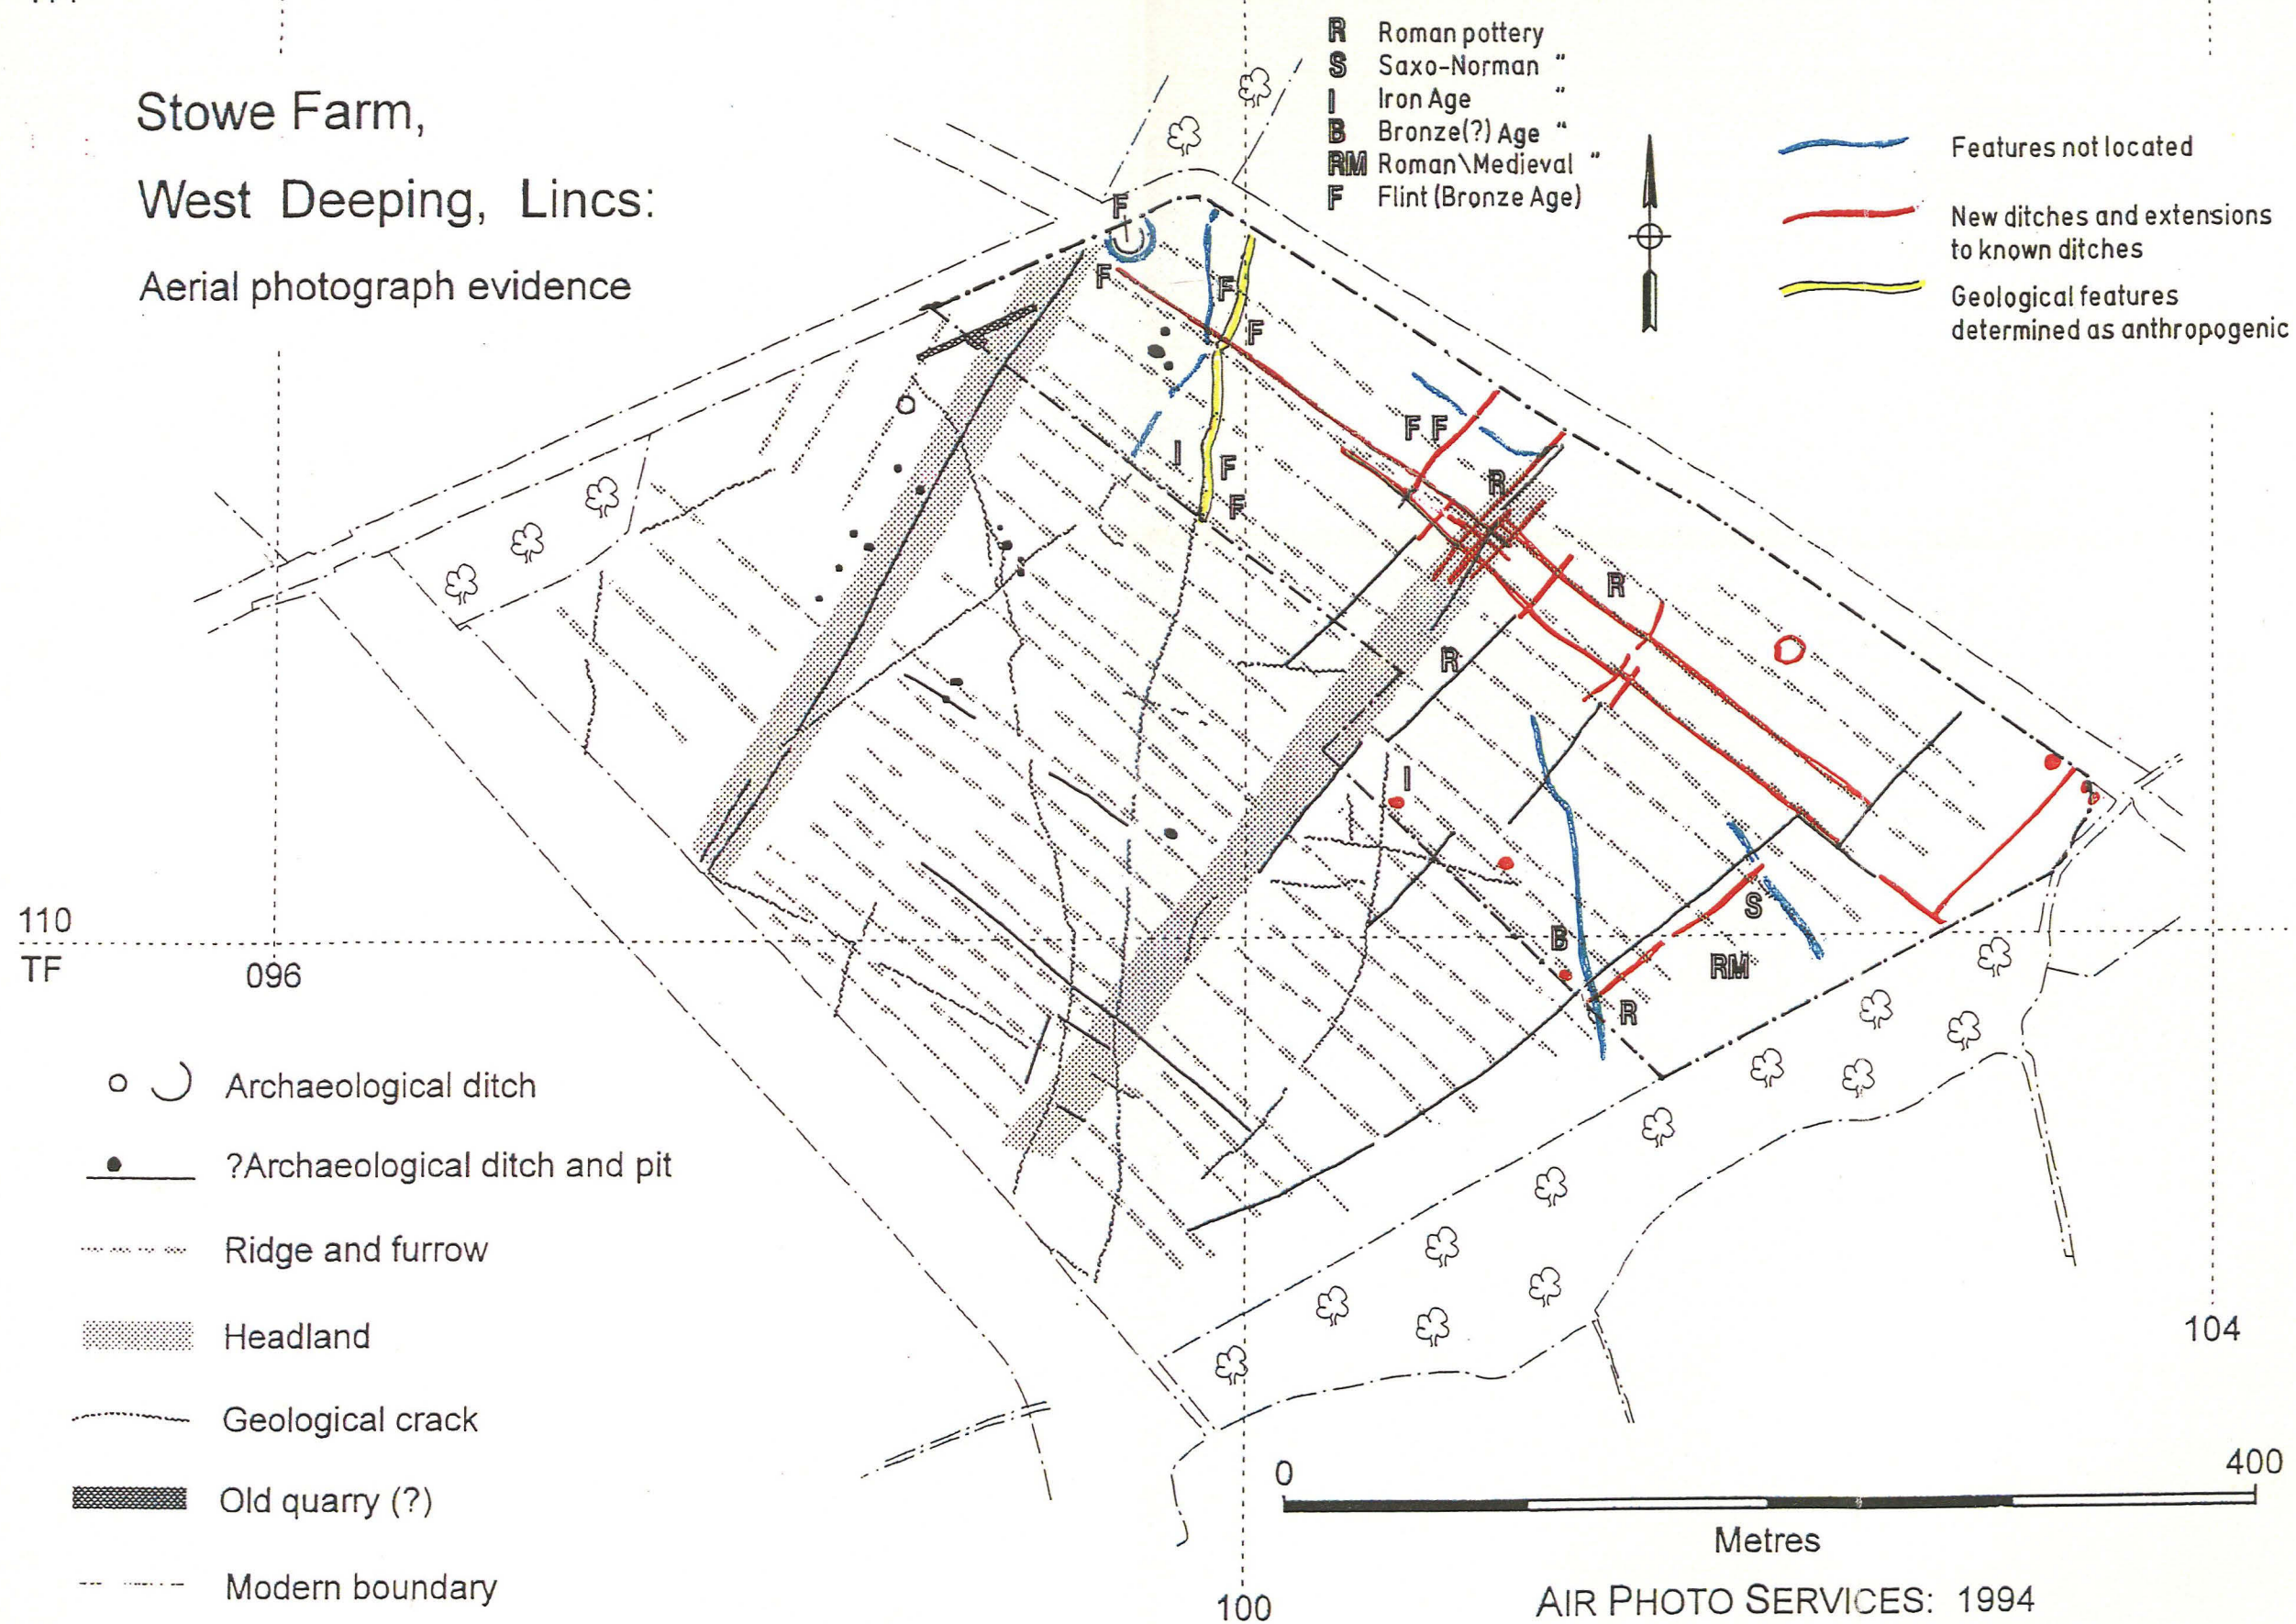 Stowe Farm,
West Deeping, Lincs:
Aerial photograph evidence
R Roman pottery
S Saxo-Norman "
I Iron Age "
B Bronze(?) Age "
RM Roman\Medieval "
F Flint (Bronze Age)
Features not located
New ditches and extensions
to known ditches
Geological features
determined as anthropogenic
F
F
F
F
F F
I
F
F
R
R
R
I
S
B
RM
R
110
TF
096
104
100
Archaeological ditch
?Archaeological ditch and pit
Ridge and furrow
Headland
Geological crack
Old quarry (?)
Modern boundary
0
400
Metres
AIR PHOTO SERVICES: 1994